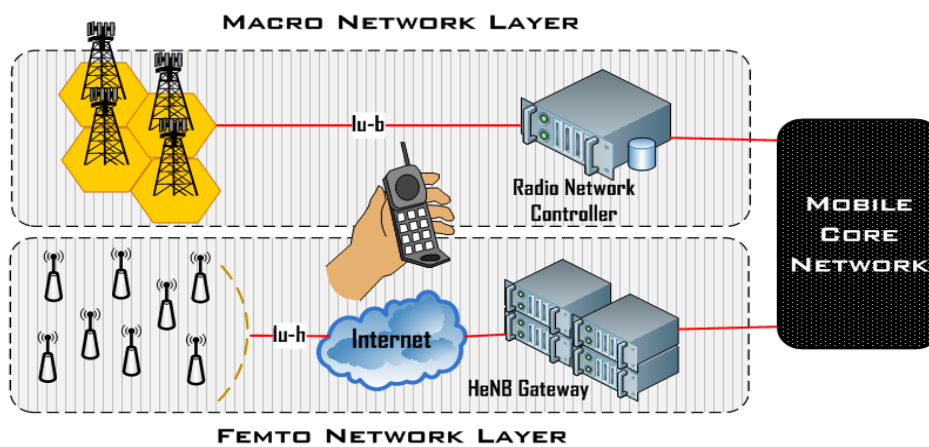 Macro Network Layer
Iu-b
Radio Network
Controller
Mobile
Core
Network
Iu-h
Internet
HeNB Gateway
Femto Network Layer